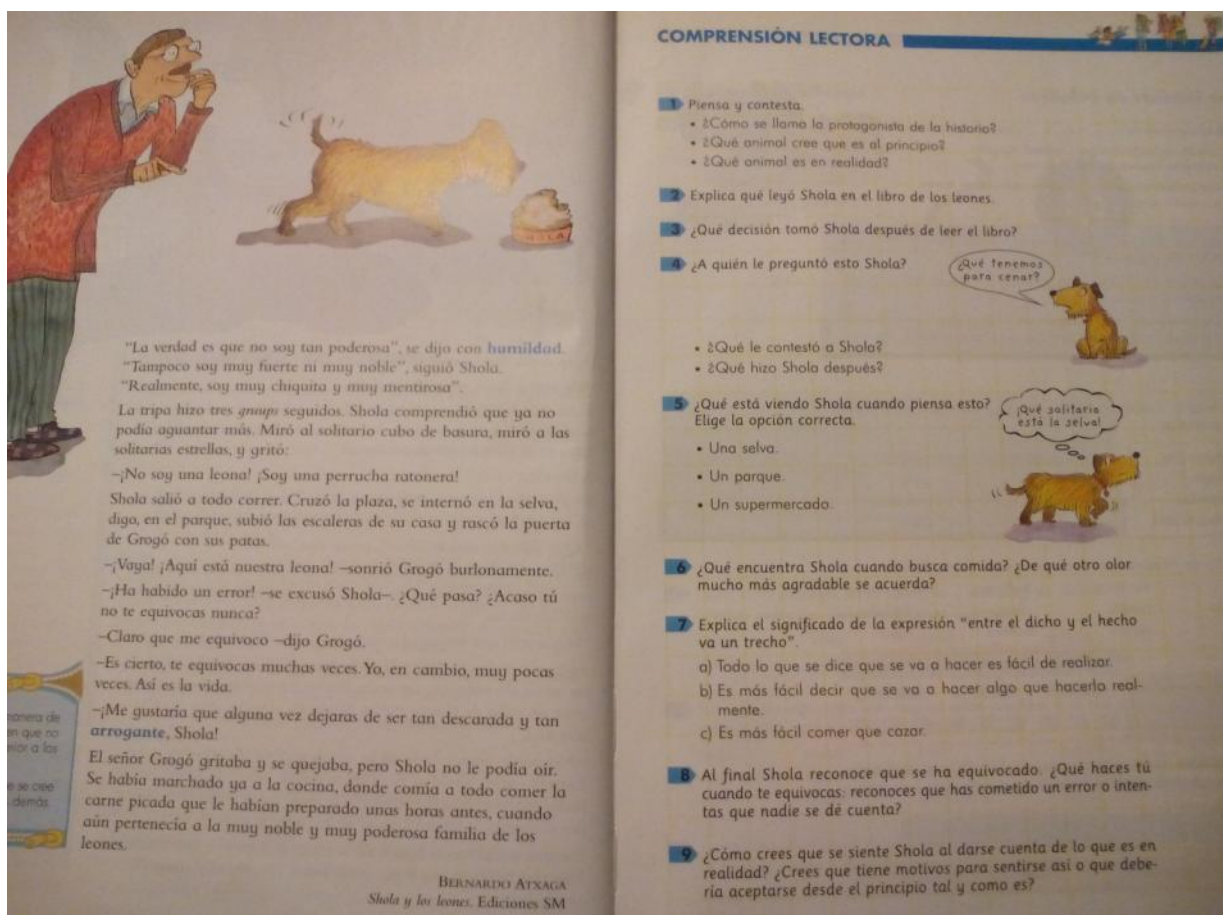 HOLA
"La verdad es que no soy tan poderosa", se dijo con humildad.
"Tampoco soy muy fuerte ni muy noble", siguió Shola.
"Realmente, soy muy chiquita y muy mentirosa".
La tripa hizo tres gnuups seguidos. Shola comprendió que ya no
podía aguantar más. Miró al solitario cubo de basura, miró a las
solitarias estrellas, y gritó:
–¡No soy una leona! ¡Soy una perrucha ratonera!
Shola salió a todo correr. Cruzó la plaza, se internó en la selva,
digo, en el parque, subió las escaleras de su casa y rascó la puerta
de Grogó con sus patas.
–¡Vaya! ¡Aquí está nuestra leona! –sonrió Grogó burlonamente.
–¡Ha habido un error! –se excusó Shola–. ¿Qué pasa? ¿Acaso tú
no te equivocas nunca?
–Claro que me equivoco –dijo Grogó.
–Es cierto, te equivocas muchas veces. Yo, en cambio, muy pocas
veces. Así es la vida.
–¡Me gustaría que alguna vez dejaras de ser tan descarada y tan
arrogante, Shola!
El señor Grogó gritaba y se quejaba, pero Shola no le podía oír.
Se había marchado ya a la cocina, donde comía a todo comer la
carne picada que le habían preparado unas horas antes, cuando
aún pertenecía a la muy noble y muy poderosa familia de los
leones.
BERNARDO ATXAGA
Shola y los leones. Ediciones SM
manera de
en que no
a los
se cree
demás
COMPRENSIÓN LECTORA
1 Piensa y contesta.
• ¿Cómo se llama la protagonista de la historia?
• ¿Qué animal cree que es al principio?
• ¿Qué animal es en realidad?
2 Explica qué leyó Shola en el libro de los leones.
3 ¿Qué decisión tomó Shola después de leer el libro?
4 ¿A quién le preguntó esto Shola?
¿Qué tenemos
para cenar?
• ¿Qué le contestó a Shola?
• ¿Qué hizo Shola después?
5 ¿Qué está viendo Shola cuando piensa esto?
Elige la opción correcta.
¡Qué solitaria
está la selva!
• Una selva.
• Un parque.
• Un supermercado.
6 ¿Qué encuentra Shola cuando busca comida? ¿De qué otro olor
mucho más agradable se acuerda?
7 Explica el significado de la expresión "entre el dicho y el hecho
va un trecho".
a) Todo lo que se dice que se va a hacer es fácil de realizar.
b) Es más fácil decir que se va a hacer algo que hacerlo real-
mente.
c) Es más fácil comer que cazar.
8 Al final Shola reconoce que se ha equivocado. ¿Qué haces tú
cuando te equivocas: reconoces que has cometido un error o inten-
tas que nadie se dé cuenta?
9 ¿Cómo crees que se siente Shola al darse cuenta de lo que es en
realidad? ¿Crees que tiene motivos para sentirse así o que debe-
ría aceptarse desde el principio tal y como es?